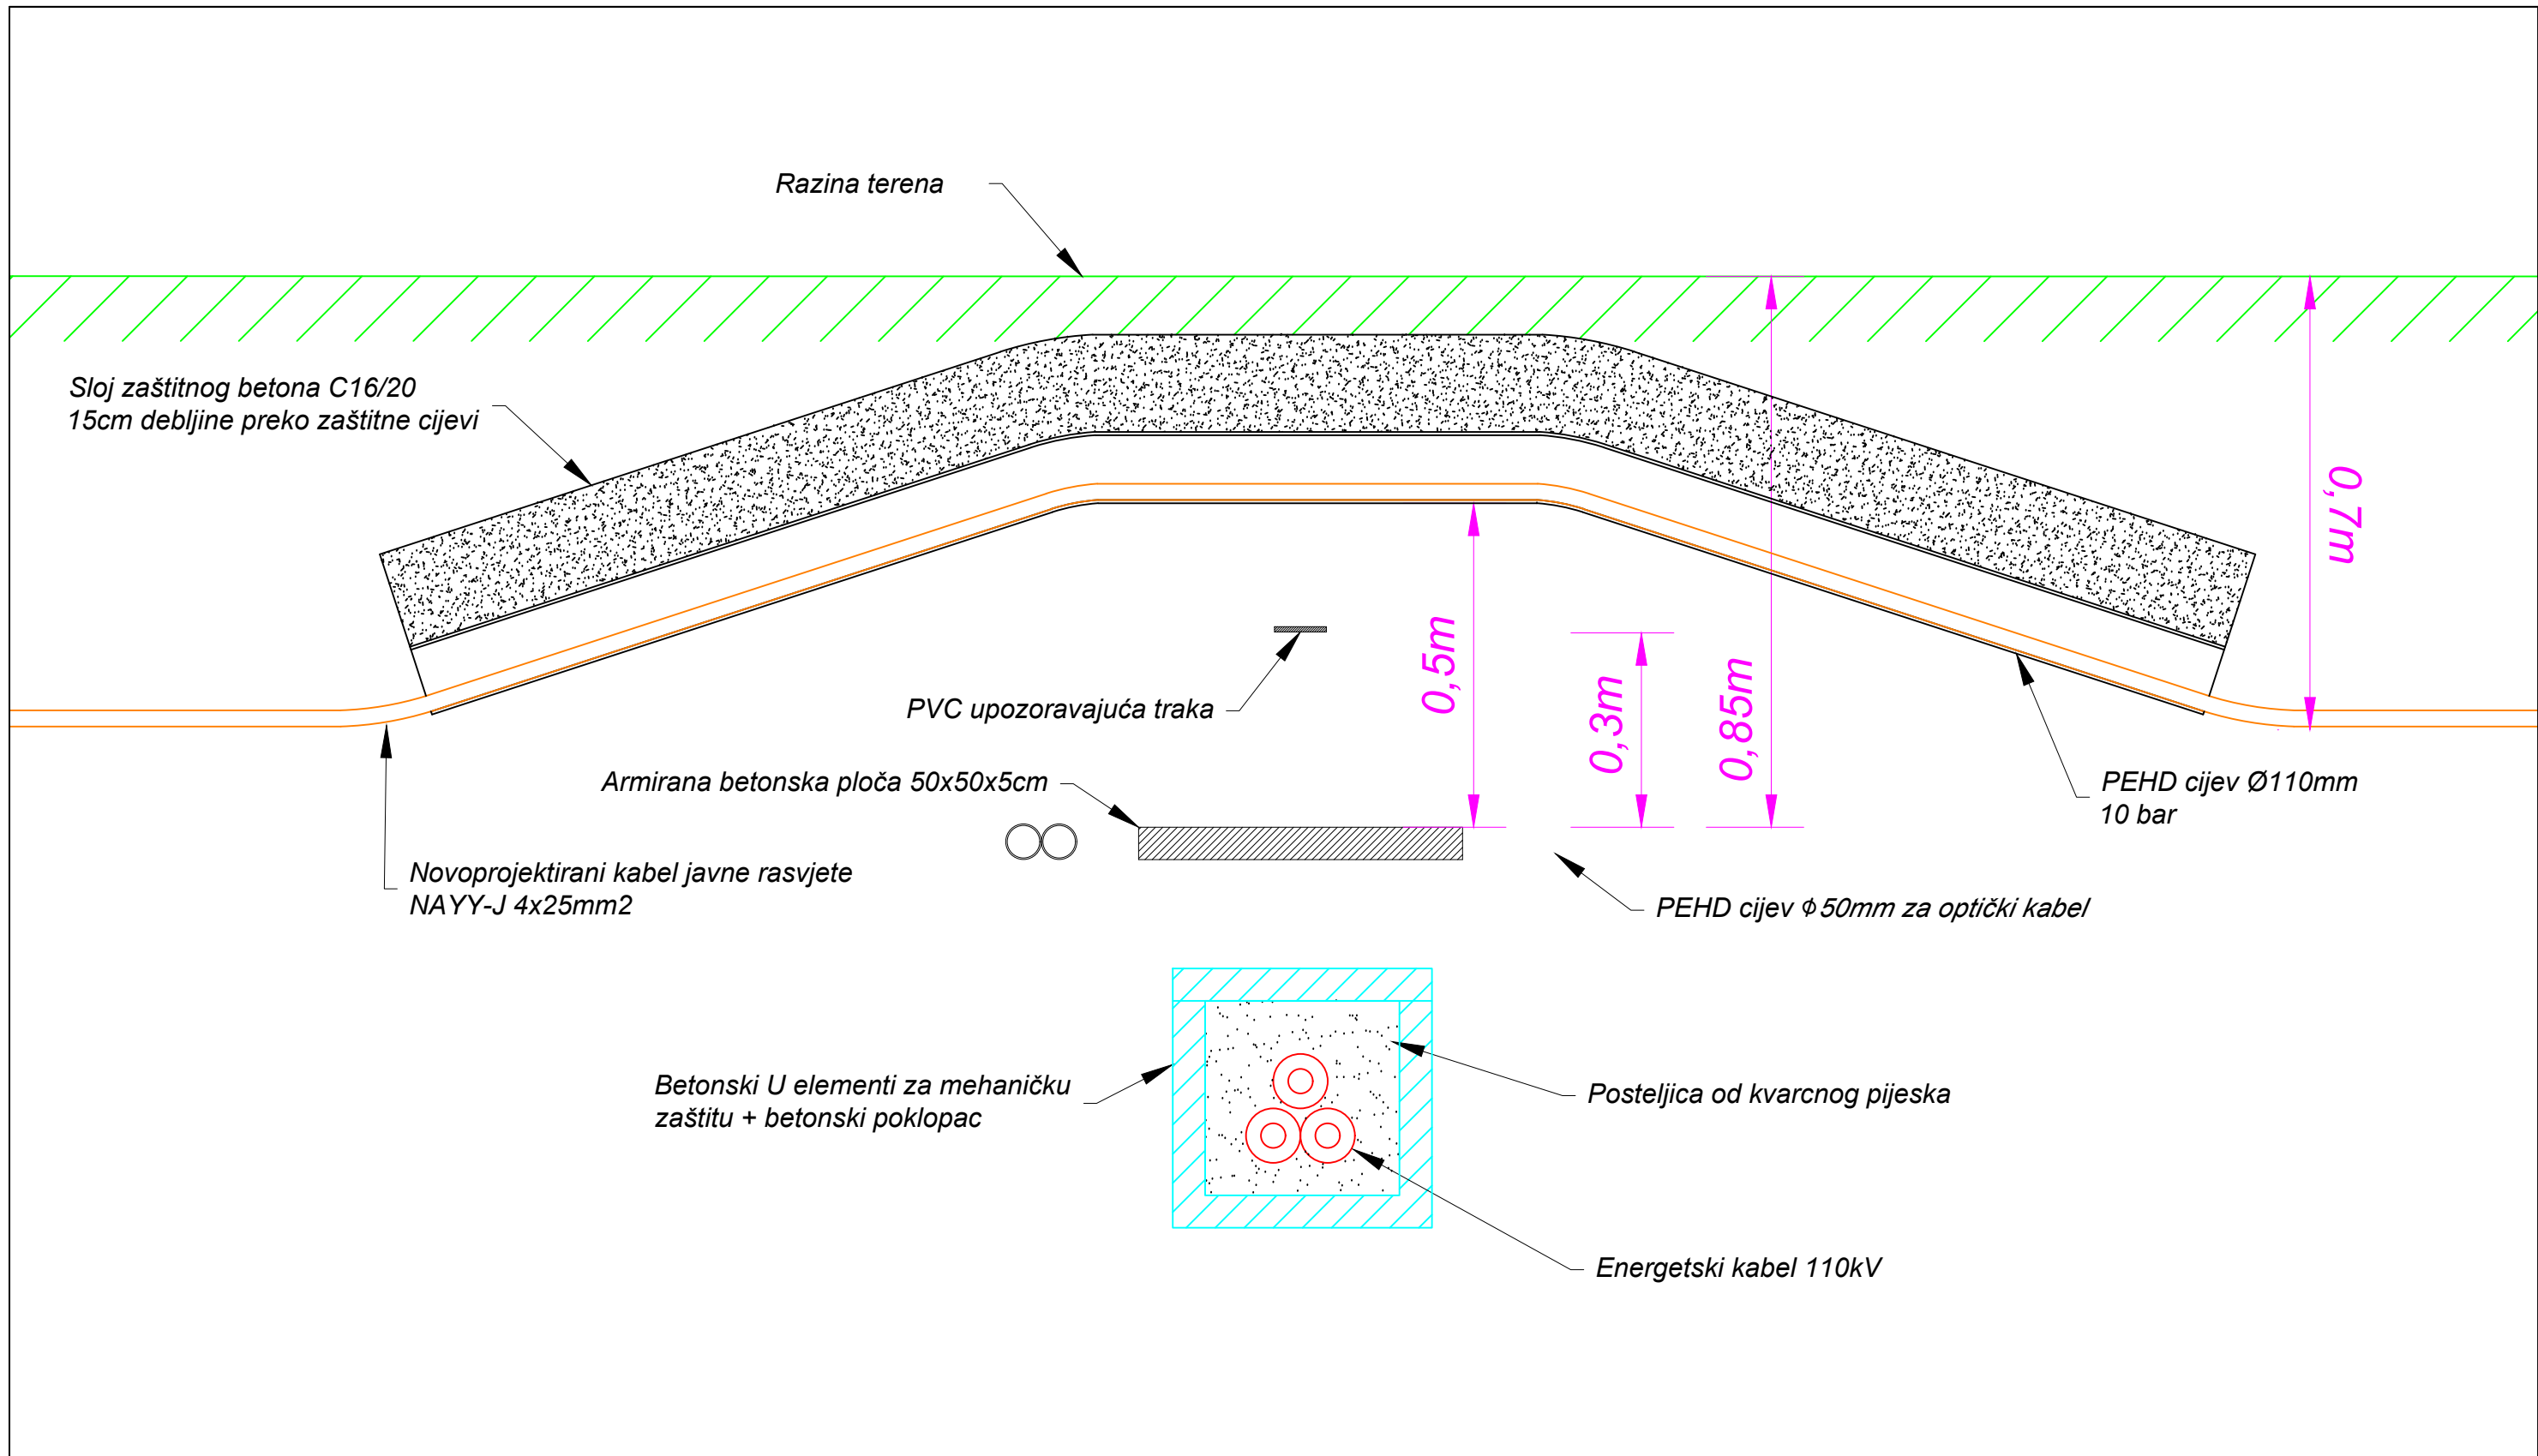 Razina terena
Sloj zaštitnog betona C16/20
15cm debljine preko zaštitne cijevi
0,7m
PVC upozoravajuća traka
0,5m
0,3m
0,85m
Armirana betonska ploča 50x50x5cm
PEHD cijev Ø110mm
10 bar
Novoprojektirani kabel javne rasvjete
NAYY-J 4x25mm2
PEHD cijev ϕ50mm za optički kabel
Betonski U elementi za mehaničku
zaštitu + betonski poklopac
Posteljica od kvarcnog pijeska
Energetski kabel 110kV